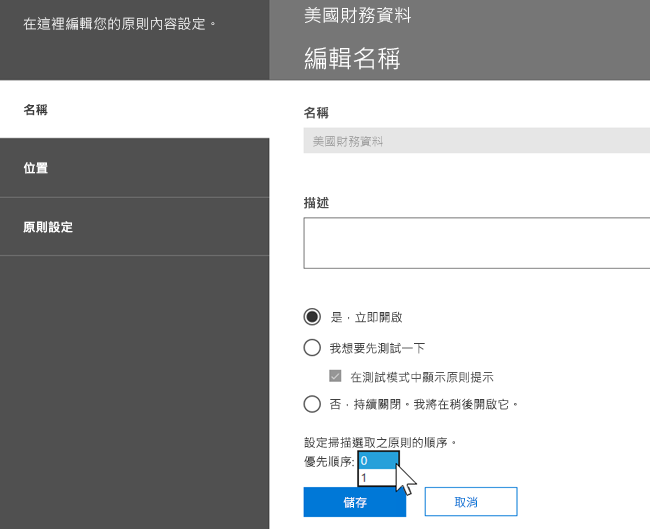 在這裡編輯您的原則內容設定。
名稱
位置
原則設定
美國財務資料
編輯名稱
名稱
美國財務資料
描述
是，立即開啟
我想要先測試一下
在測試模式中顯示原則提示
否，持續關閉。我將在稍後開啟它。
設定掃描選取之原則的順序。
優先順序: 0
1
儲存
取消